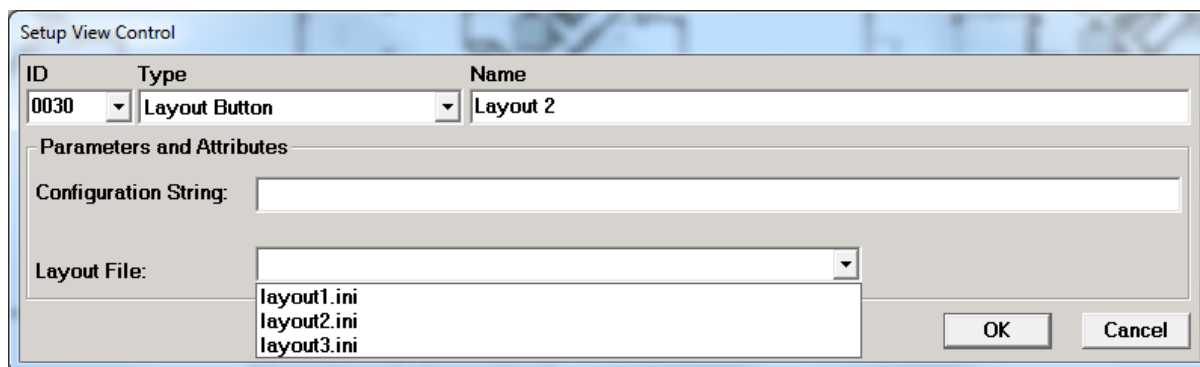 Setup View Control
ID Type Name
0030 Layout Button Layout 2
Parameters and Attributes
Configuration String:
Layout File:
layout1.ini
layout2.ini
layout3.ini
OK Cancel